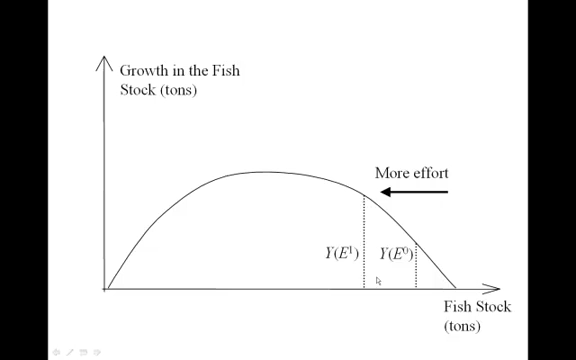 Growth in the Fish
Stock (tons)
More effort
Y(E¹) Y(E⁰)
Fish Stock
(tons)